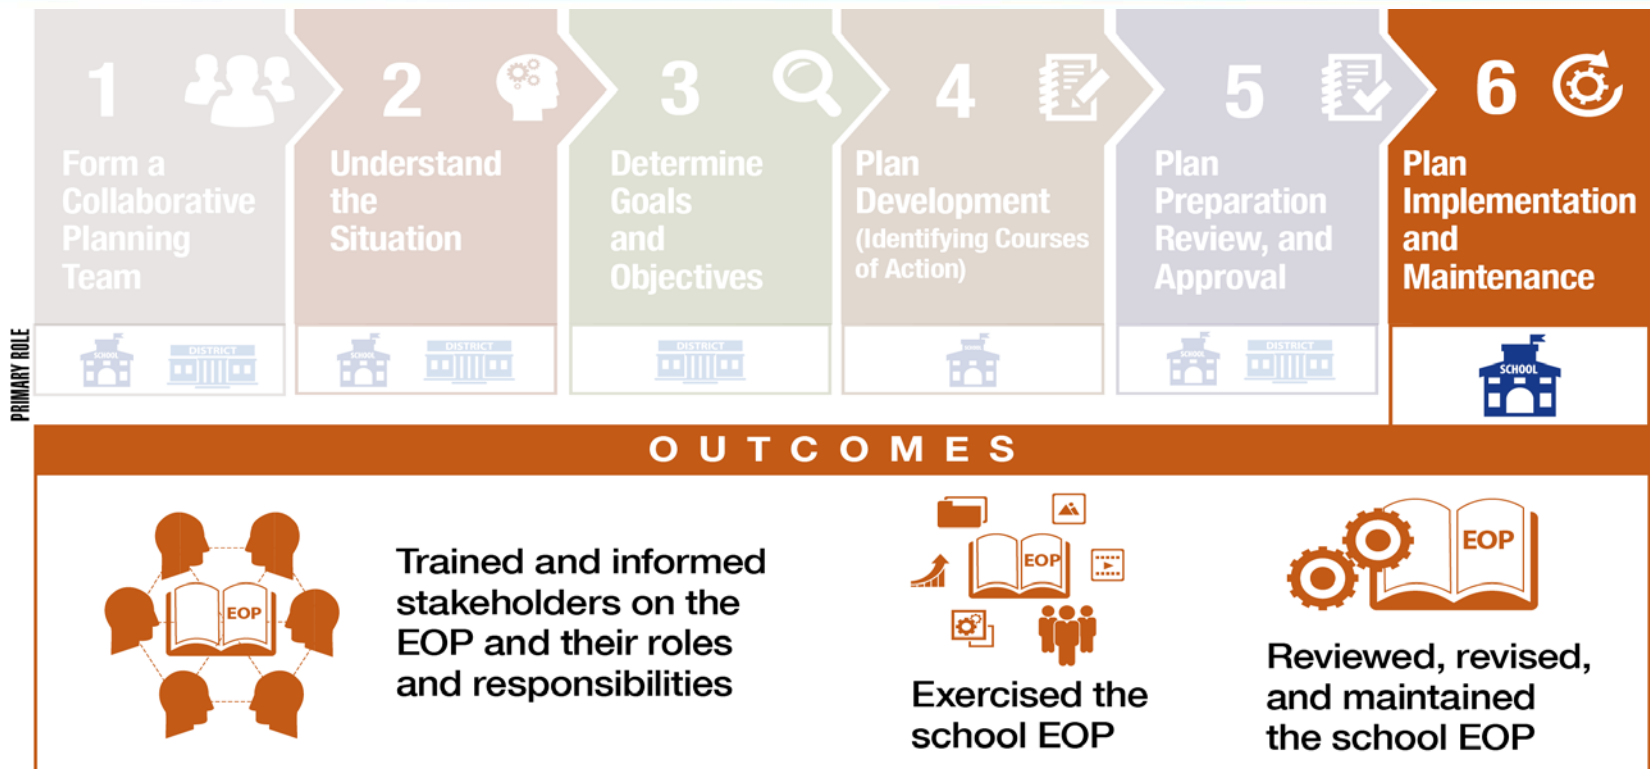 1
Form a
Collaborative
Planning
Team
2
Understand
the
Situation
3
Determine
Goals
and
Objectives
4
Plan
Development
(Identifying Courses
of Action)
5
Plan
Preparation
Review, and
Approval
6
Plan
Implementation
and
Maintenance
PRIMARY ROLE
SCHOOL
DISTRICT
SCHOOL
DISTRICT
DISTRICT
SCHOOL
SCHOOL
DISTRICT
SCHOOL
OUTCOMES
EOP
Trained and informed
stakeholders on the
EOP and their roles
and responsibilities
EOP
Exercised the
school EOP
EOP
Reviewed, revised,
and maintained
the school EOP